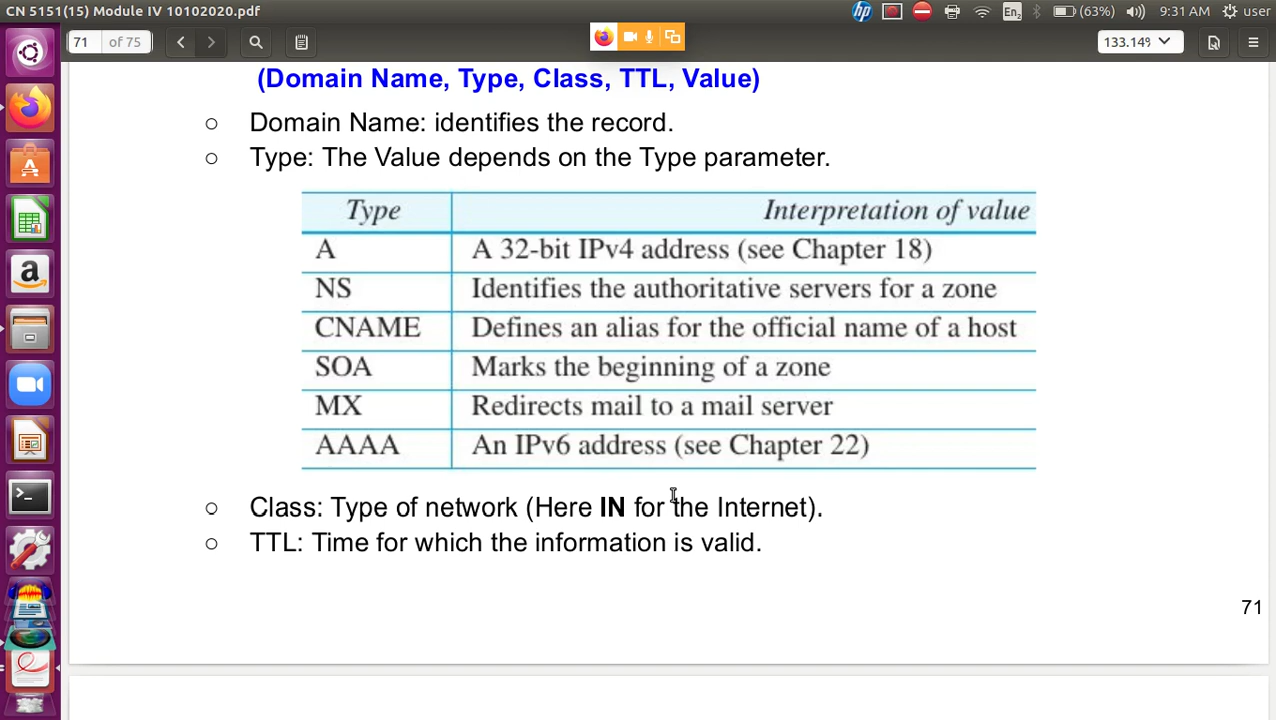 CN 5151(15) Module IV 10102020.pdf
En₂
(63%)
9:31 AM
user
71 of 75
133.14%
(Domain Name, Type, Class, TTL, Value)
○ Domain Name: identifies the record.
○ Type: The Value depends on the Type parameter.
Type Interpretation of value
A A 32-bit IPv4 address (see Chapter 18)
NS Identifies the authoritative servers for a zone
CNAME Defines an alias for the official name of a host
SOA Marks the beginning of a zone
MX Redirects mail to a mail server
AAAA An IPv6 address (see Chapter 22)
○ Class: Type of network (Here IN for the Internet).
○ TTL: Time for which the information is valid.
71